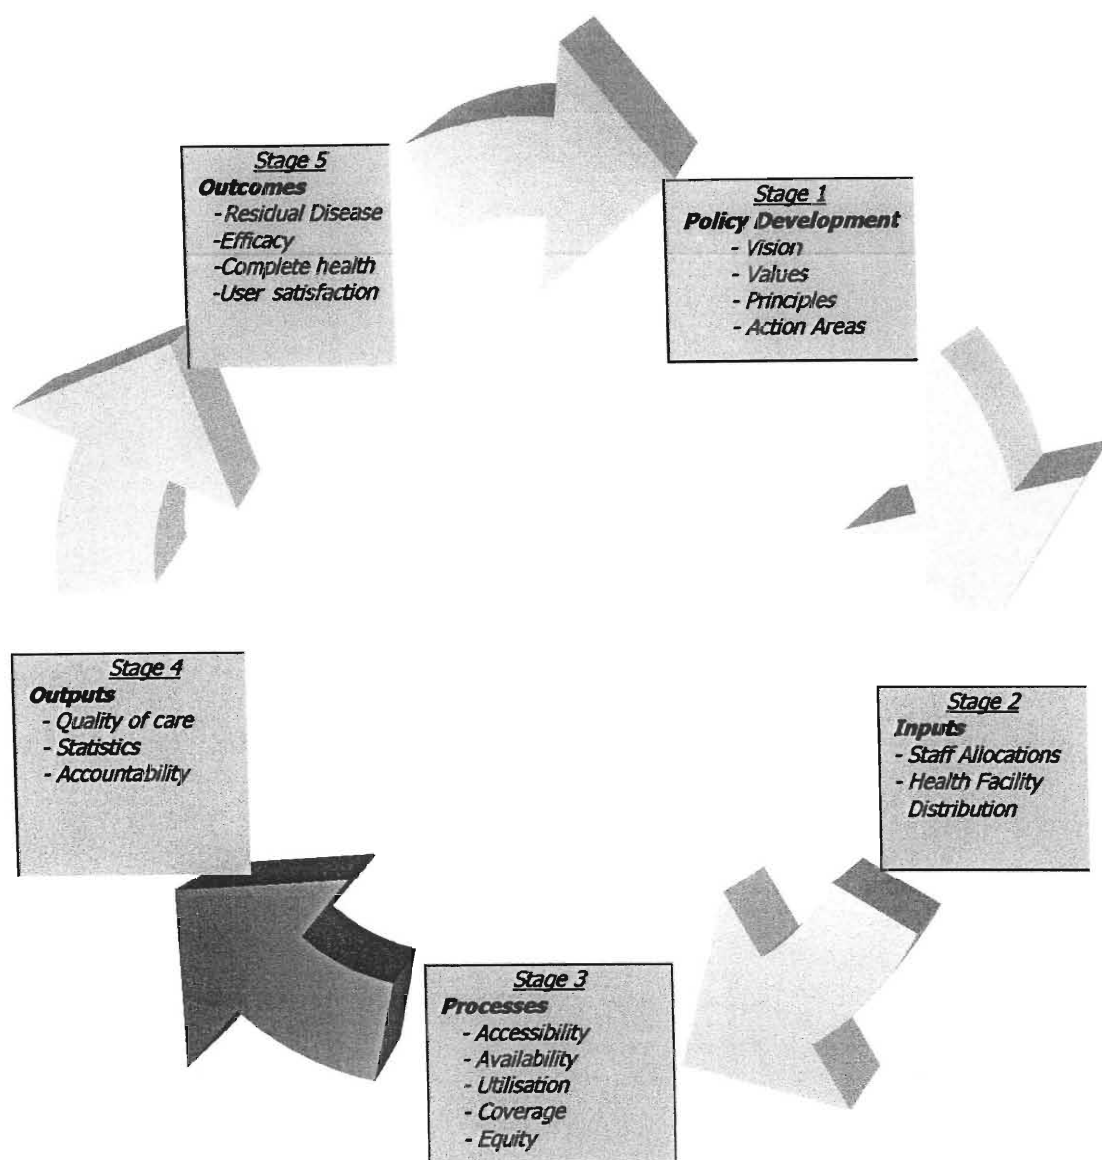 Stage 5
Outcomes
-Residual Disease
-Efficacy
-Complete health
-User satisfaction
Stage 1
Policy Development
- Vision
- Values
- Principles
- Action Areas
Stage 4
Outputs
- Quality of care
- Statistics
- Accountability
Stage 2
Inputs
- Staff Allocations
- Health Facility
Distribution
Stage 3
Processes
- Accessibility
- Availability
- Utilisation
- Coverage
- Equity